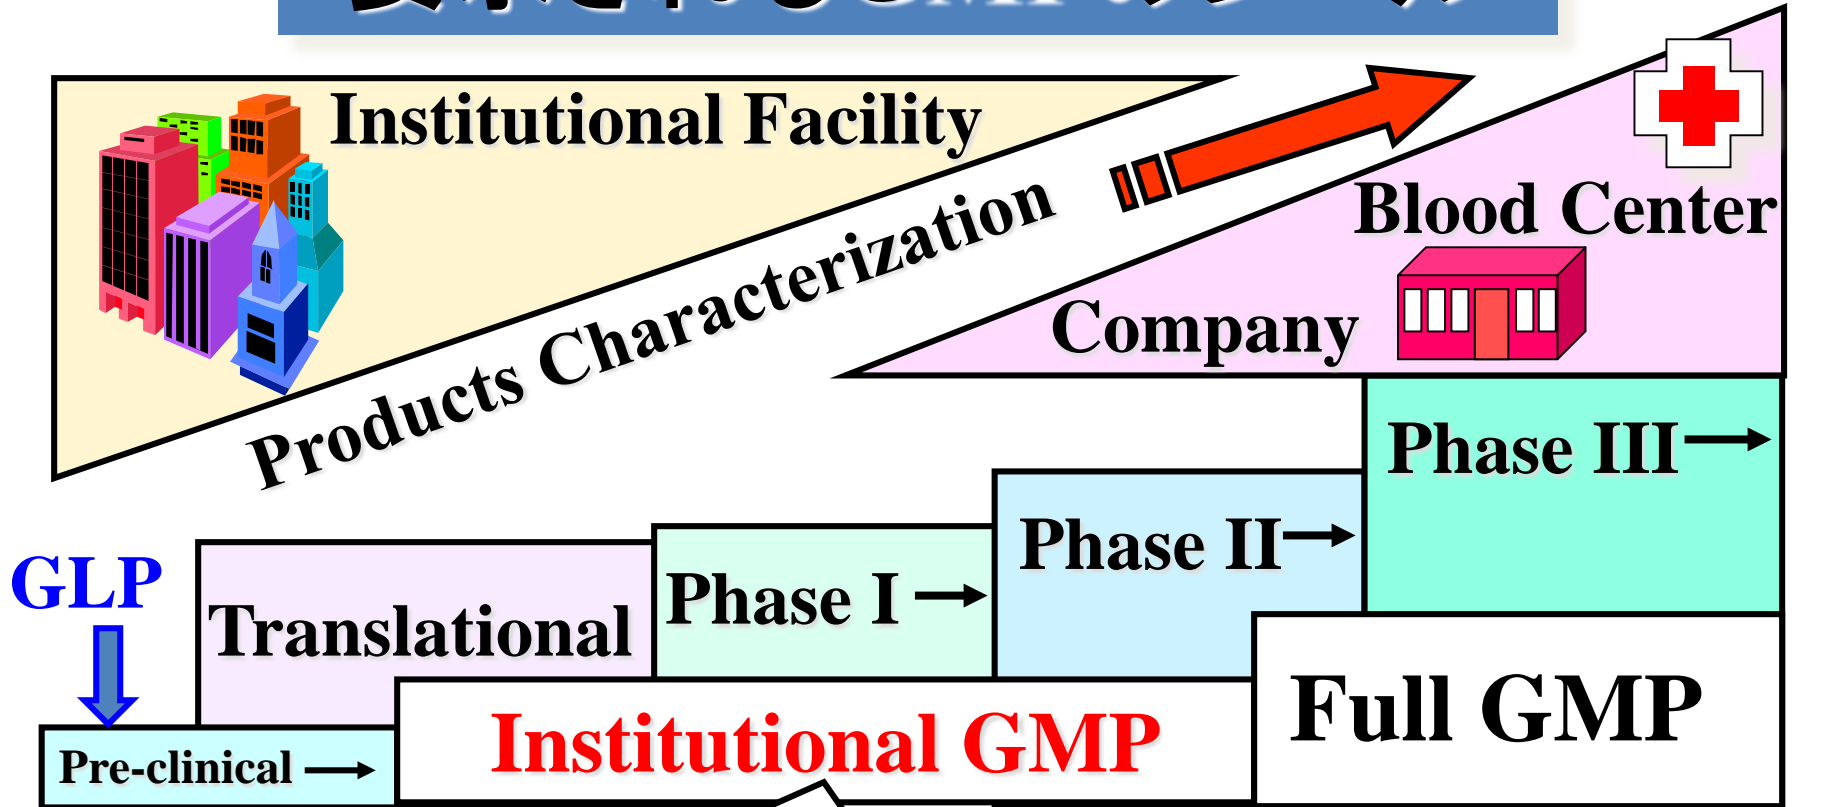 Institutional Facility
Products Characterization
Blood Center
Company
Phase III
Phase II
Phase I
Translational
GLP
Pre-clinical
Institutional GMP
Full GMP